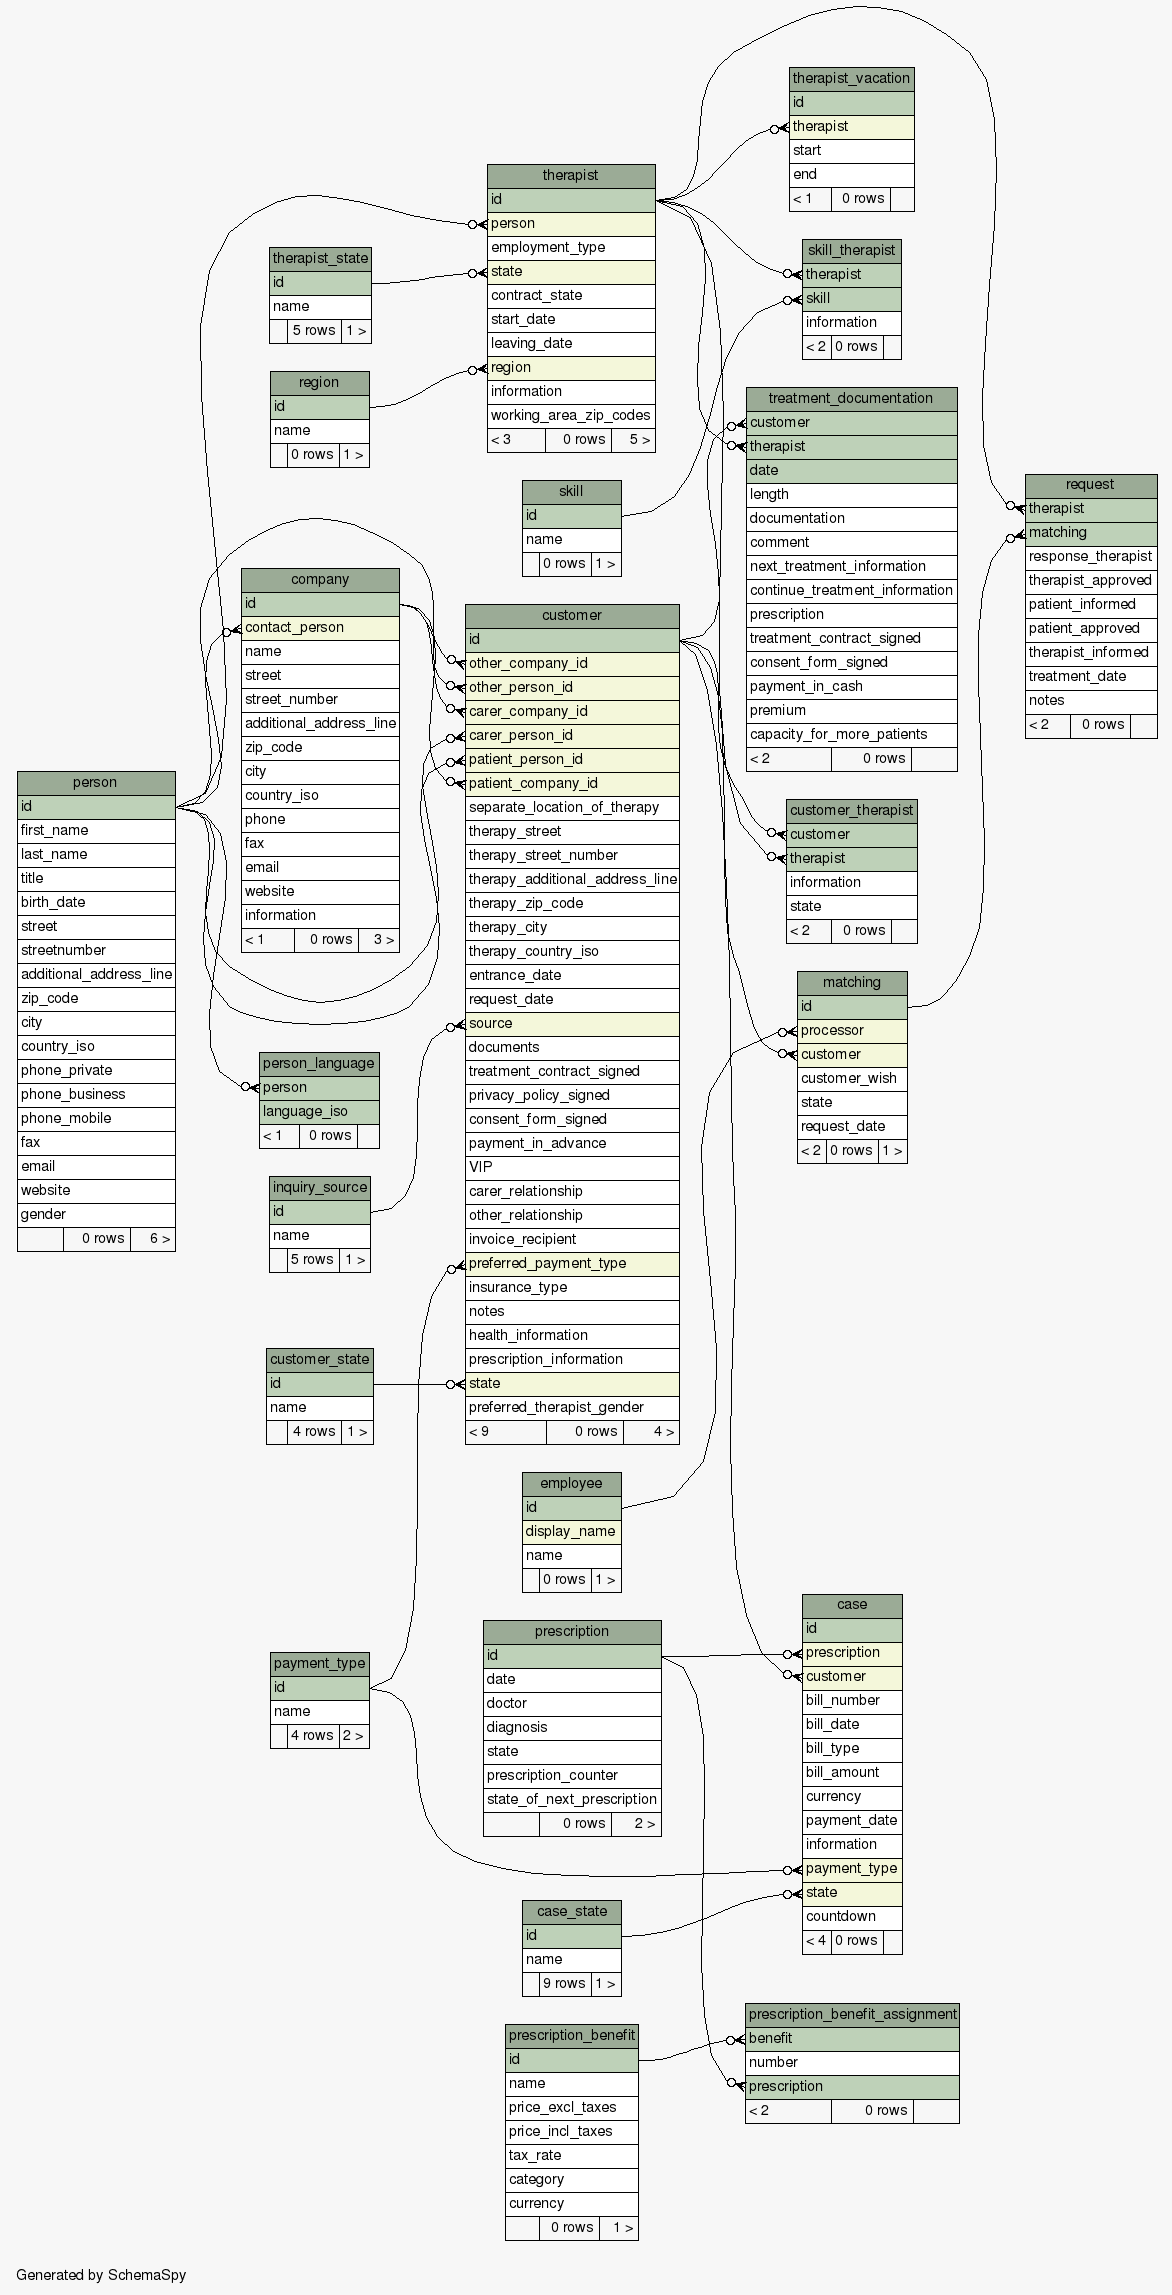 therapist_vacation
id
therapist
start
end
< 1 0 rows
therapist
id
person
employment_type
state
contract_state
start_date
leaving_date
region
information
working_area_zip_codes
< 3 0 rows 5 >
therapist_state
id
name
5 rows 1 >
skill_therapist
therapist
skill
information
< 2 0 rows
region
id
name
0 rows 1 >
treatment_documentation
customer
therapist
date
length
documentation
comment
next_treatment_information
continue_treatment_information
prescription
treatment_contract_signed
consent_form_signed
payment_in_cash
premium
capacity_for_more_patients
< 2 0 rows
request
therapist
matching
response_therapist
therapist_approved
patient_informed
patient_approved
therapist_informed
treatment_date
notes
< 2 0 rows
skill
id
name
0 rows 1 >
company
id
contact_person
name
street
street_number
additional_address_line
zip_code
city
country_iso
phone
fax
email
website
information
< 1 0 rows 3 >
customer
id
other_company_id
other_person_id
carer_company_id
carer_person_id
patient_person_id
patient_company_id
separate_location_of_therapy
therapy_street
therapy_street_number
therapy_additional_address_line
therapy_zip_code
therapy_city
therapy_country_iso
entrance_date
request_date
source
documents
treatment_contract_signed
privacy_policy_signed
consent_form_signed
payment_in_advance
VIP
carer_relationship
other_relationship
invoice_recipient
preferred_payment_type
insurance_type
notes
health_information
prescription_information
state
preferred_therapist_gender
< 9 0 rows 4 >
person
id
first_name
last_name
title
birth_date
street
streetnumber
additional_address_line
zip_code
city
country_iso
phone_private
phone_business
phone_mobile
fax
email
website
gender
0 rows 6 >
customer_therapist
customer
therapist
information
state
< 2 0 rows
matching
id
processor
customer
customer_wish
state
request_date
< 2 0 rows 1 >
person_language
person
language_iso
< 1 0 rows
inquiry_source
id
name
5 rows 1 >
customer_state
id
name
4 rows 1 >
employee
id
display_name
name
0 rows 1 >
case
id
prescription
customer
bill_number
bill_date
bill_type
bill_amount
currency
payment_date
information
payment_type
state
countdown
< 4 0 rows
prescription
id
date
doctor
diagnosis
state
prescription_counter
state_of_next_prescription
0 rows 2 >
payment_type
id
name
4 rows 2 >
case_state
id
name
9 rows 1 >
prescription_benefit_assignment
benefit
number
prescription
< 2 0 rows
prescription_benefit
id
name
price_excl_taxes
price_incl_taxes
tax_rate
category
currency
0 rows 1 >
Generated by SchemaSpy